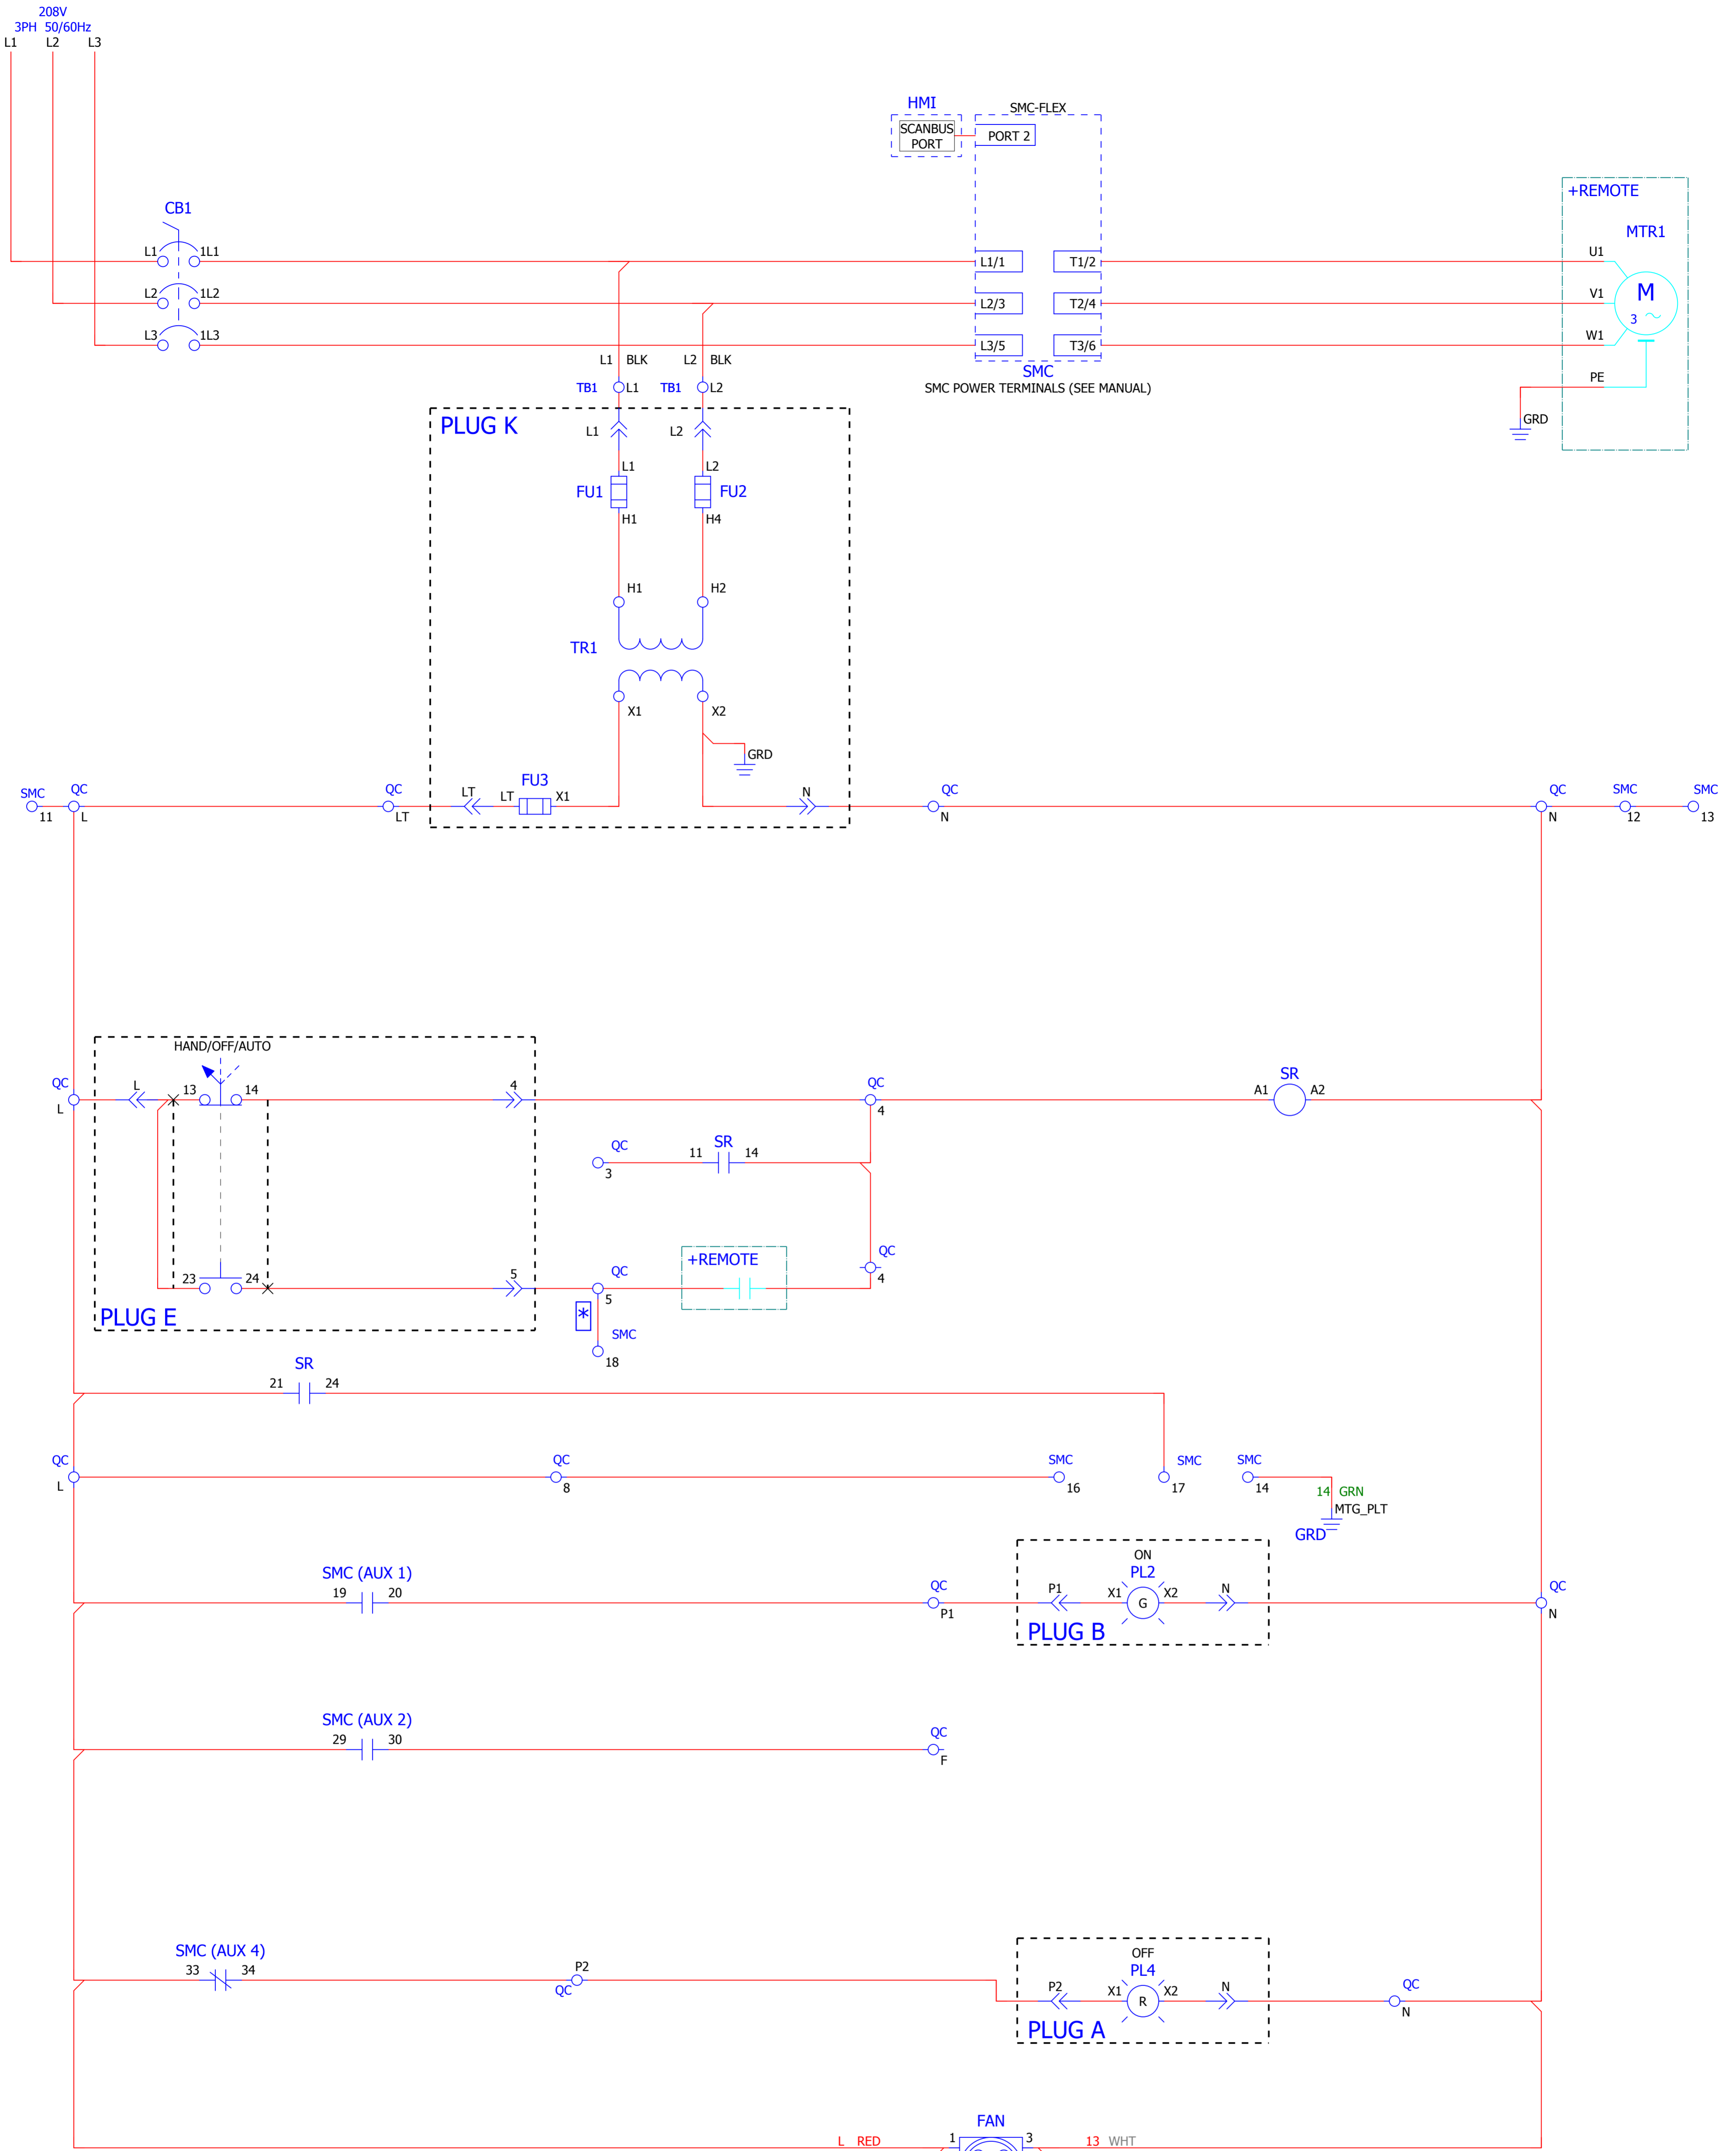 208V
3PH 50/60Hz
L1 L2 L3
HMI
SMC-FLEX
SCANBUS
PORT
PORT 2
+REMOTE
CB1
MTR1
L1 1L1
L1/1 T1/2
U1
L2 1L2
L2/3 T2/4
V1
M
3
L3 1L3
L3/5 T3/6
W1
L1 BLK L2 BLK
SMC
PE
TB1 L1 TB1 L2
SMC POWER TERMINALS (SEE MANUAL)
GRD
PLUG K
L1 L2
L1 L2
FU1 FU2
H1 H4
H1 H2
TR1
X1 X2
GRD
FU3
SMC QC QC
LT LT X1
N
QC
QC SMC SMC
11 L LT
N
N 12 13
HAND/OFF/AUTO
QC
L
L
13 14
4
QC
4
SR
A1 A2
QC
3
SR
11 14
+REMOTE
QC
4
23 24
5
QC
5
PLUG E
*
SMC
18
SR
21 24
QC
L
QC
8
SMC
16
SMC
17
SMC
14
14 GRN
MTG_PLT
GRD
SMC (AUX 1)
19 20
QC
P1
ON
PL2
P1 X1 X2 N
G
PLUG B
QC
N
SMC (AUX 2)
29 30
QC
F
SMC (AUX 4)
33 34
P2
QC
OFF
PL4
P2 X1 X2 N
R
PLUG A
QC
N
FAN
L RED 1 3 13 WHT